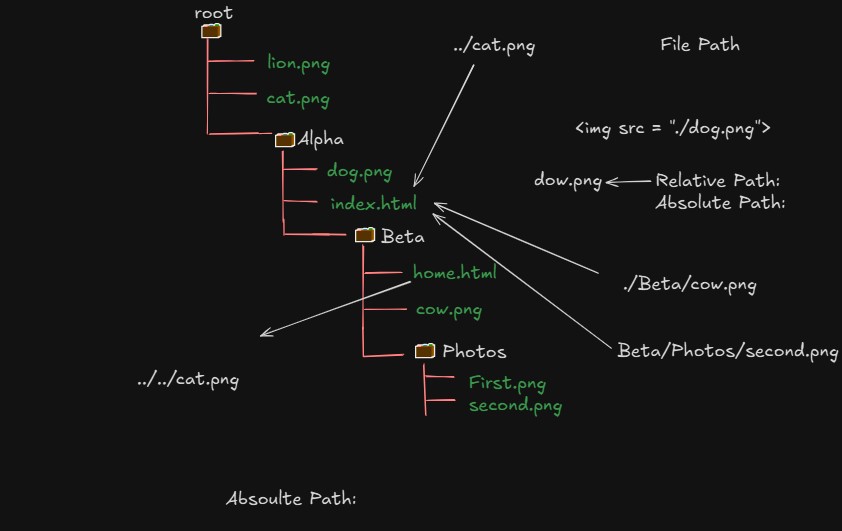 root
lion.png
cat.png
Alpha
dog.png
index.html
Beta
home.html
cow.png
Photos
First.png
second.png
../cat.png
File Path
<img src = "./dog.png">
dow.png
Relative Path:
Absolute Path:
./Beta/cow.png
Beta/Photos/second.png
../../cat.png
Absoulte Path: